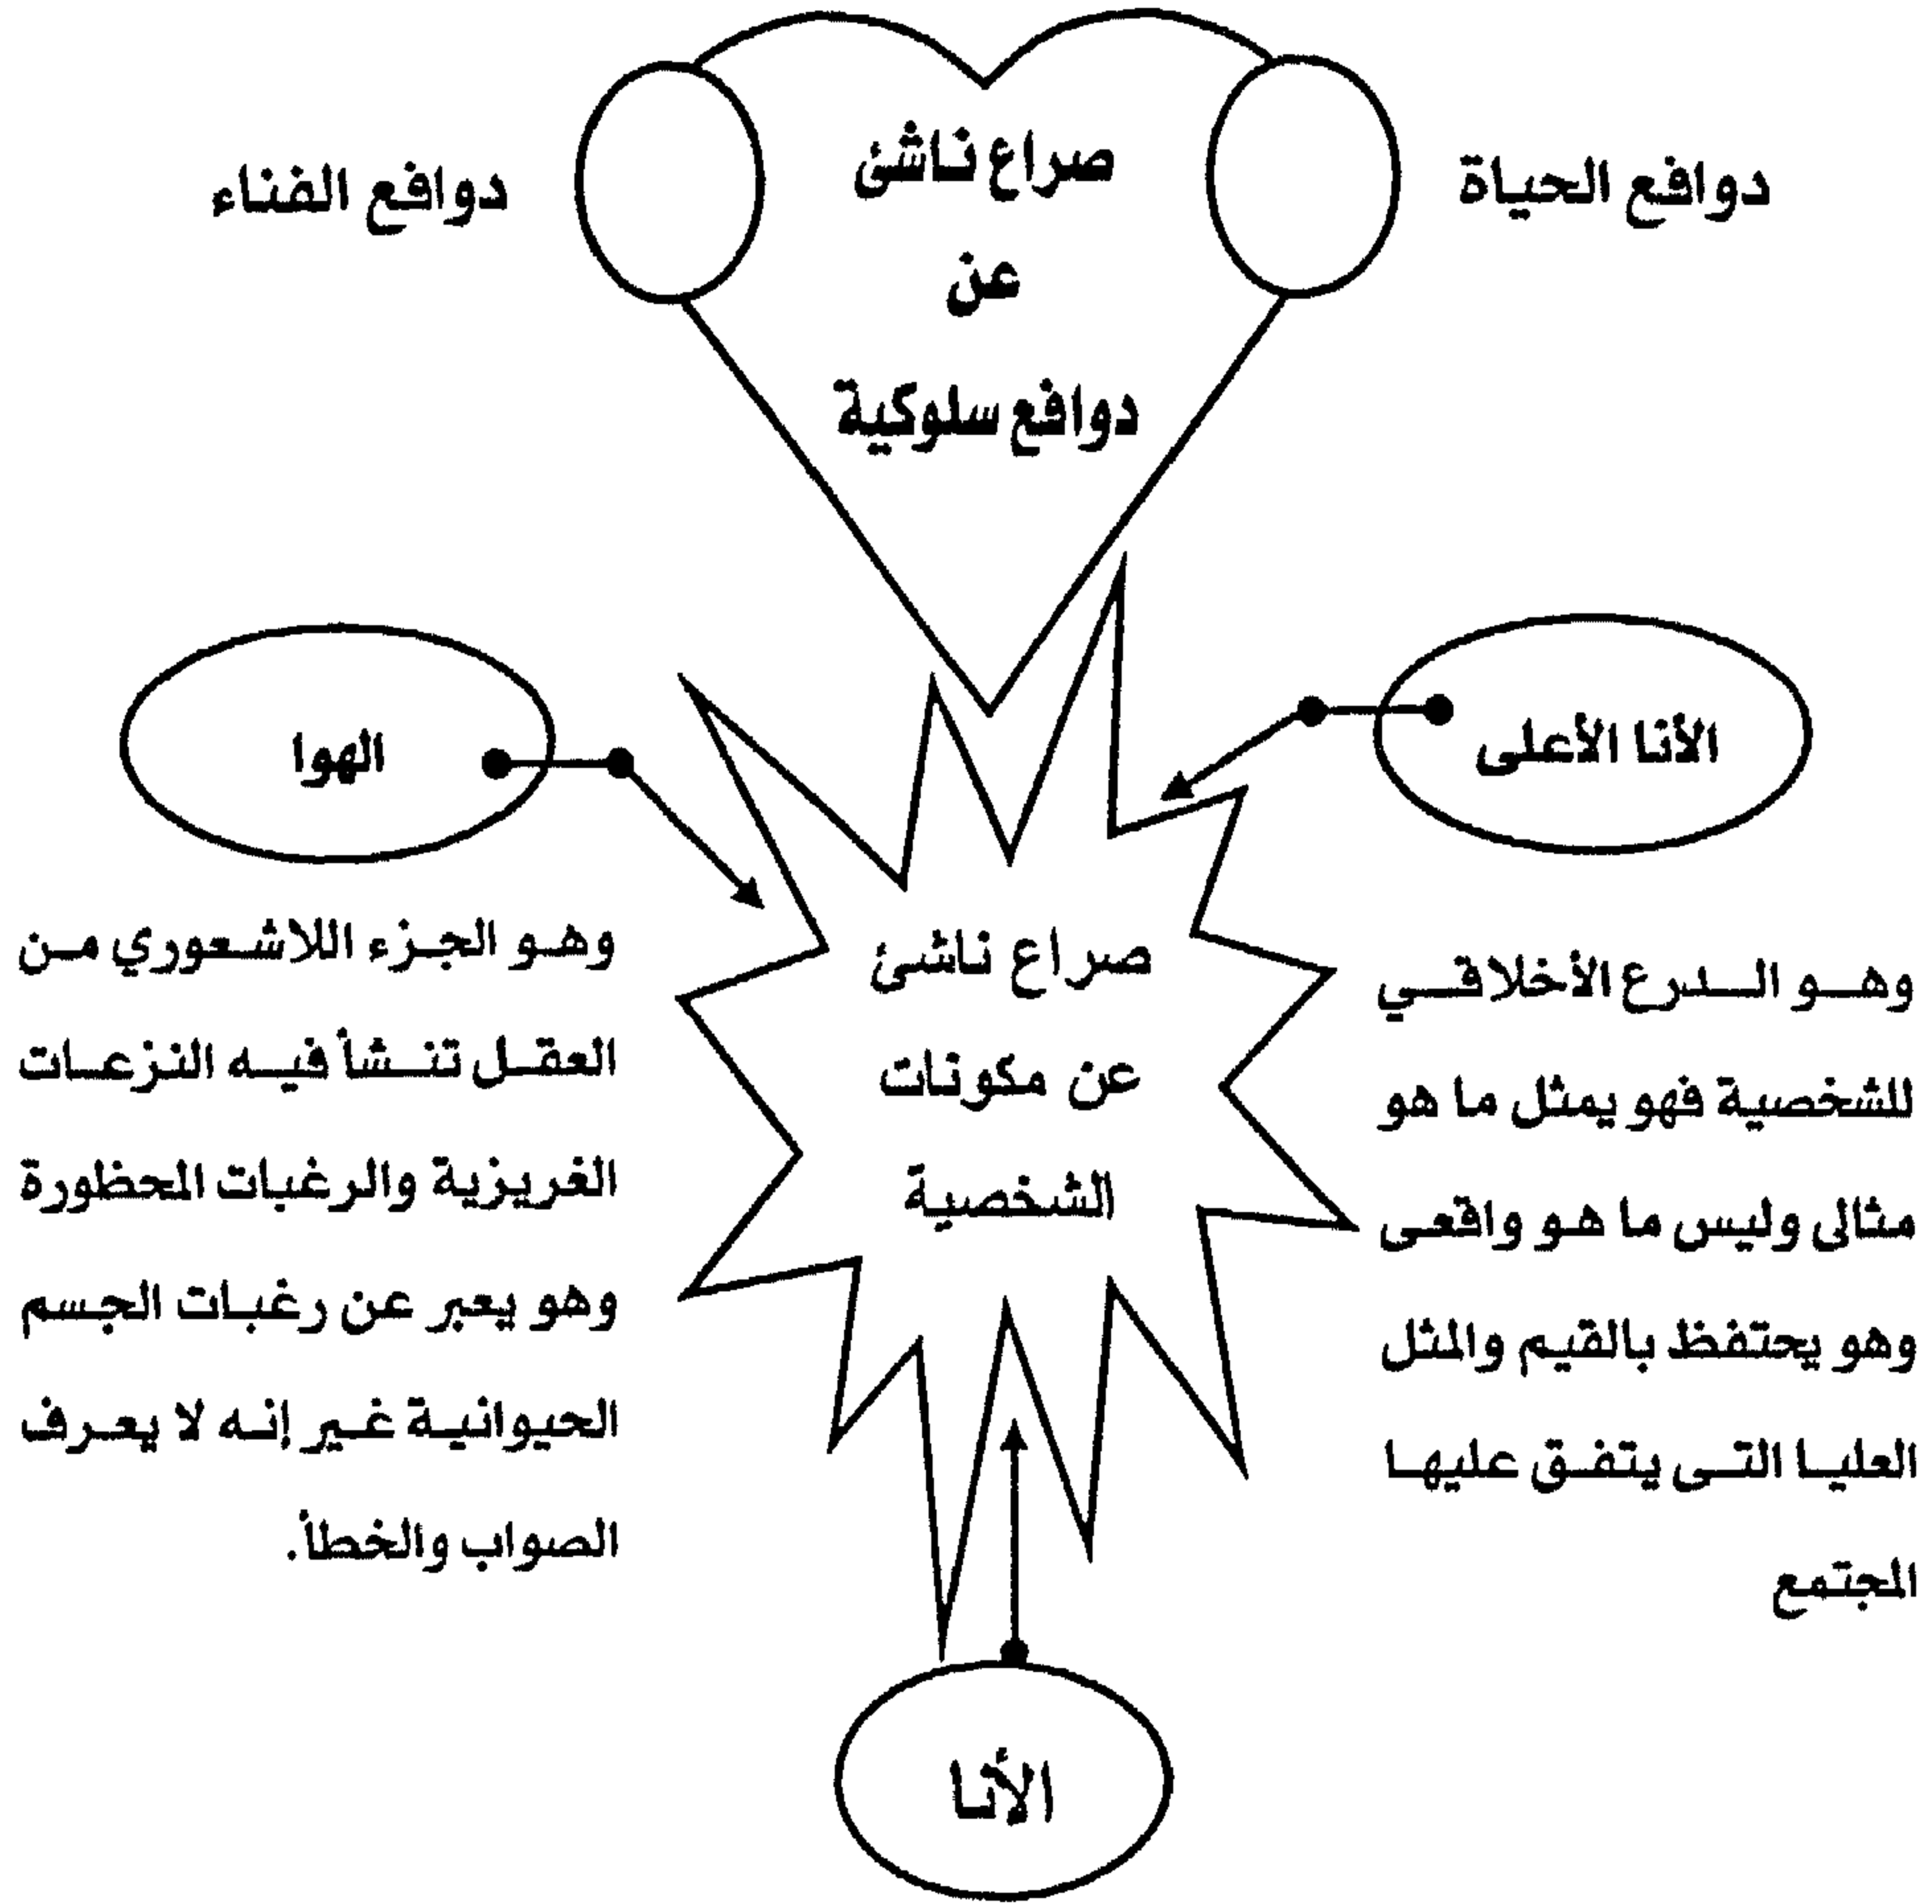 دوافع الحياة
صراع ناشئ
عن
دوافع سلوكية
دوافع الفناء
الأنا الأعلى
وهو الدرع الأخلاقي
للشخصية فهو يمثل ما هو
مثالى وليس ما هو واقعى
وهو يحتفظ بالقيم والمثل
العليا التى يتفق عليها
المجتمع
صراع ناشئ
عن مكونات
الشخصية
الهوا
وهو الجزء اللاشعوري من
العقل تنشأ فيه النزعات
الغريزية والرغبات المحظورة
وهو يعبر عن رغبات الجسم
الحيوانية غير إنه لا يعرف
الصواب والخطأ.
الأنا